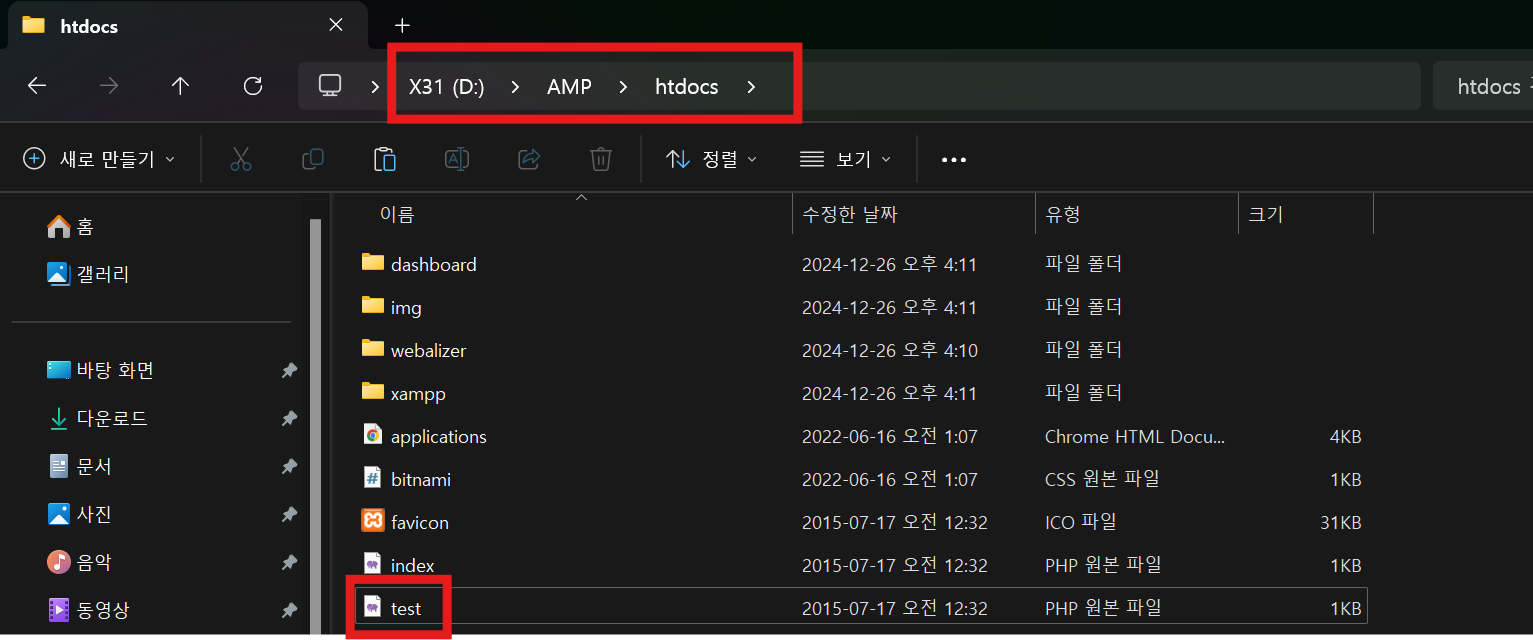 htdocs
X31 (D:) > AMP > htdocs >
htdocs
새로 만들기
정렬
보기
이름 수정한 날짜 유형 크기
홈
갤러리
바탕 화면
다운로드
문서
사진
음악
동영상
dashboard 2024-12-26 오후 4:11 파일 폴더
img 2024-12-26 오후 4:11 파일 폴더
webalizer 2024-12-26 오후 4:10 파일 폴더
xampp 2024-12-26 오후 4:11 파일 폴더
applications 2022-06-16 오전 1:07 Chrome HTML Docu... 4KB
bitnami 2022-06-16 오전 1:07 CSS 원본 파일 1KB
favicon 2015-07-17 오전 12:32 ICO 파일 31KB
index 2015-07-17 오전 12:32 PHP 원본 파일 1KB
test 2015-07-17 오전 12:32 PHP 원본 파일 1KB